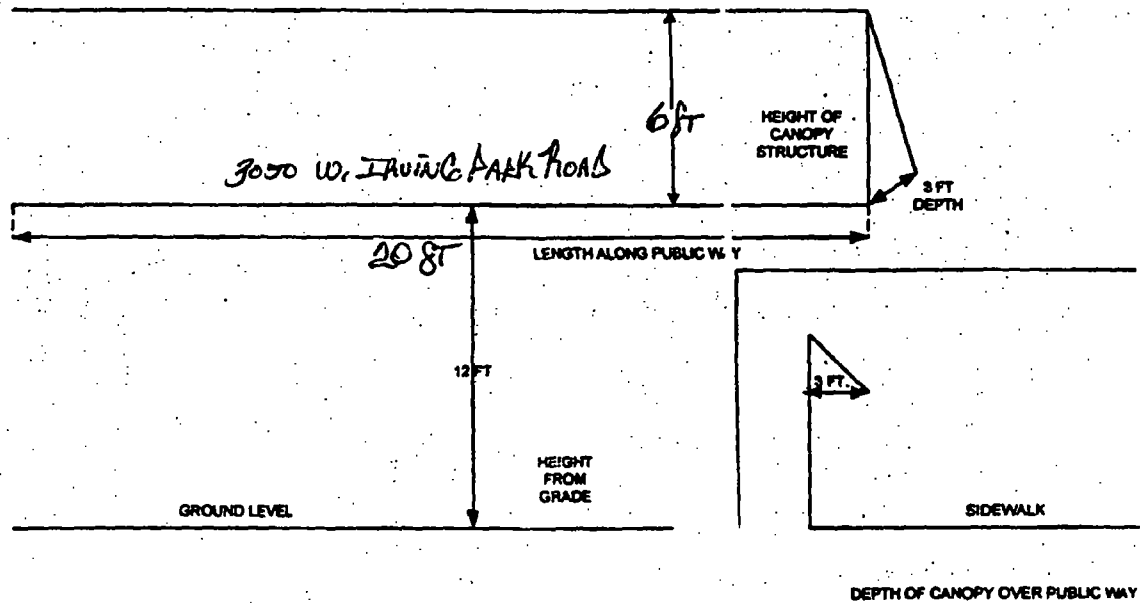 6 FT
HEIGHT OF
CANOPY
STRUCTURE
3050 W. IRVING PARK ROAD
3 FT
DEPTH
20 FT
LENGTH ALONG PUBLIC WAY
12 FT
3 FT.
HEIGHT
FROM
GRADE
GROUND LEVEL
SIDEWALK
DEPTH OF CANOPY OVER PUBLIC WAY